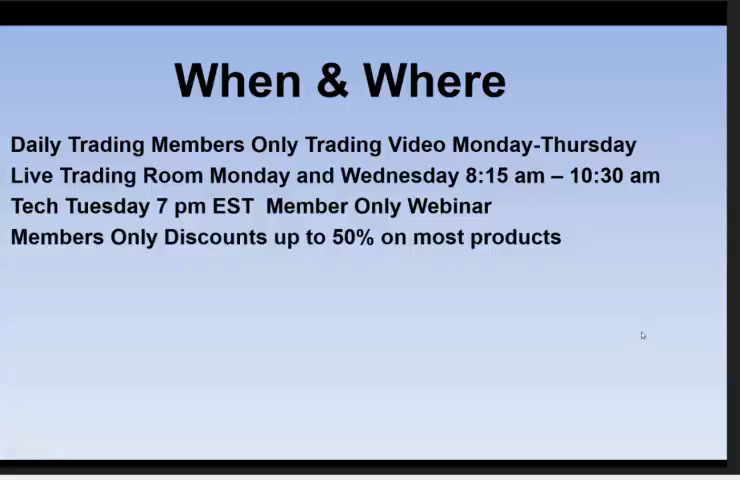 When & Where
Daily Trading Members Only Trading Video Monday-Thursday
Live Trading Room Monday and Wednesday 8:15 am – 10:30 am
Tech Tuesday 7 pm EST  Member Only Webinar
Members Only Discounts up to 50% on most products